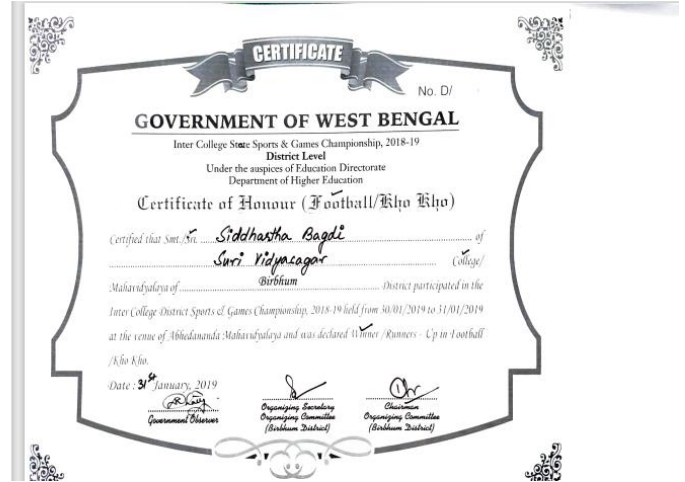 CERTIFICATE
No. D/
GOVERNMENT OF WEST BENGAL
Inter College State Sports & Games Championship, 2018-19
District Level
Under the auspices of Education Directorate
Department of Higher Education
Certificate of Honour (Football/Kho Kho)
Certified that Smt./Sri. Siddhartha Bagdi of
Suri Vidyasagar College/
Mahavidyalaya of Birbhum District participated in the
Inter College District Sports & Games Championship, 2018-19 held from 30/01/2019 to 31/01/2019
at the venue of Abhedananda Mahavidyalaya and was declared Winner /Runners - Up in Football
/Kho Kho.
Date : 31st January, 2019
Government Observer
Organizing Secretary
Organizing Committee
(Birbhum District)
Chairman
Organizing Committee
(Birbhum District)